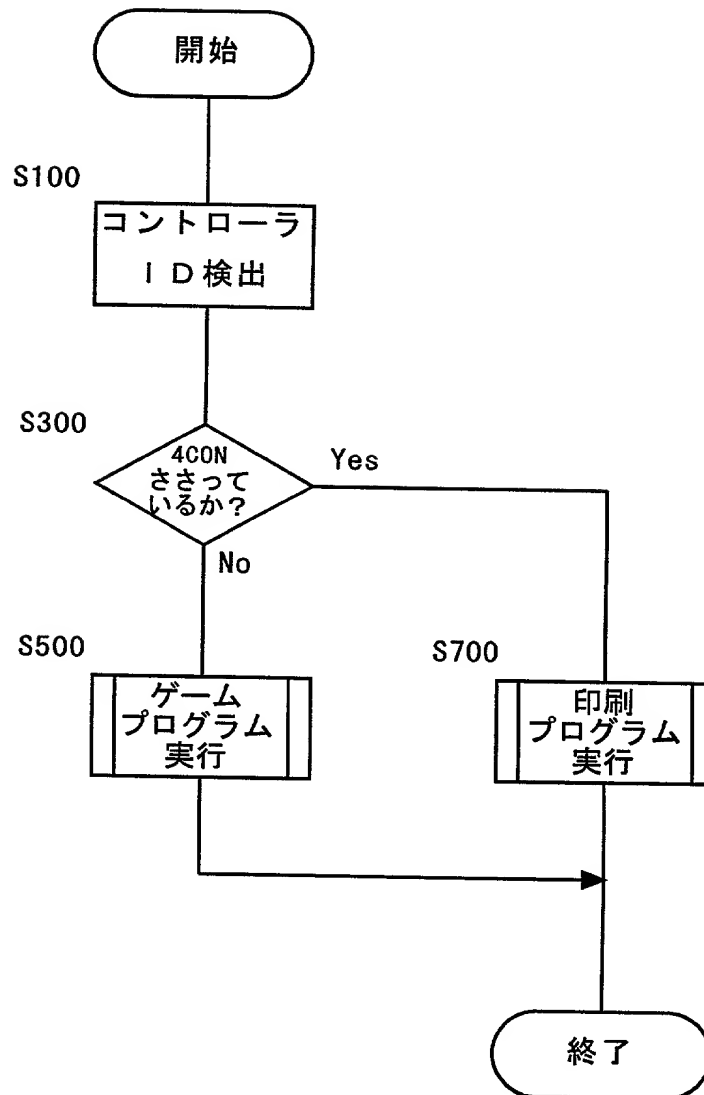 開始
S100
コントローラ
ＩＤ検出
S300
4CON
ささって
いるか？
Yes
No
S500
ゲーム
プログラム
実行
S700
印刷
プログラム
実行
終了